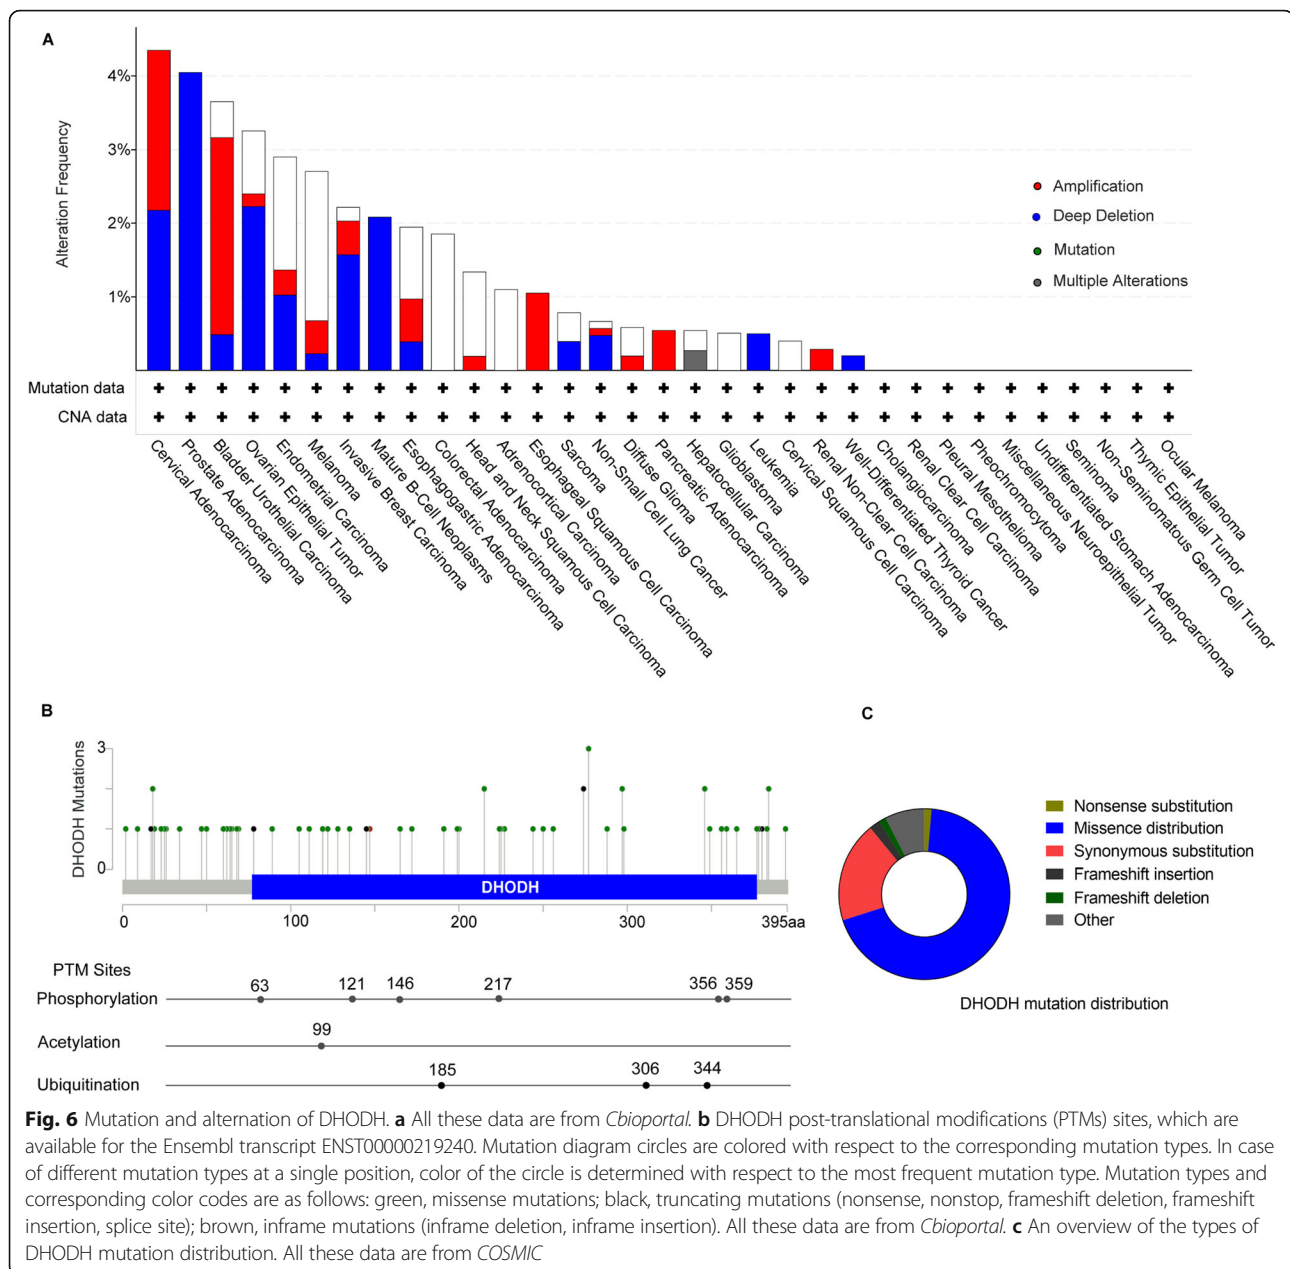 A
4%
3%
2%
1%
Alteration Frequency
Amplification
Deep Deletion
Mutation
Multiple Alterations
Mutation data
CNA data
Cervical Adenocarcinoma
Prostate Adenocarcinoma
Bladder Urothelial Carcinoma
Ovarian Epithelial Tumor
Endometrial Carcinoma
Melanoma
Invasive Breast Carcinoma
Mature B-Cell Neoplasms
Esophagogastric Adenocarcinoma
Colorectal Adenocarcinoma
Head and Neck Squamous Cell Carcinoma
Adrenocortical Carcinoma
Esophageal Squamous Cell Carcinoma
Sarcoma
Non-Small Cell Lung Cancer
Diffuse Glioma
Pancreatic Adenocarcinoma
Hepatocellular Carcinoma
Glioblastoma
Leukemia
Cervical Squamous Cell Carcinoma
Renal Non-Clear Cell Carcinoma
Well-Differentiated Thyroid Cancer
Cholangiocarcinoma
Renal Clear Cell Carcinoma
Pleural Mesothelioma
Pheochromocytoma
Miscellaneous Neuroepithelial Tumor
Undifferentiated Stomach Adenocarcinoma
Seminoma
Non-Seminomatous Germ Cell Tumor
Thymic Epithelial Tumor
Ocular Melanoma
B
DHODH Mutations
3
0
DHODH
0 100 200 300 395aa
PTM Sites
Phosphorylation 63 121 146 217 356 359
Acetylation 99
Ubiquitination 185 306 344
C
Nonsense substitution
Missence distribution
Synonymous substitution
Frameshift insertion
Frameshift deletion
Other
DHODH mutation distribution
Fig. 6 Mutation and alternation of DHODH. a All these data are from Cbioportal. b DHODH post-translational modifications (PTMs) sites, which are
available for the Ensembl transcript ENST00000219240. Mutation diagram circles are colored with respect to the corresponding mutation types. In case
of different mutation types at a single position, color of the circle is determined with respect to the most frequent mutation type. Mutation types and
corresponding color codes are as follows: green, missense mutations; black, truncating mutations (nonsense, nonstop, frameshift deletion, frameshift
insertion, splice site); brown, inframe mutations (inframe deletion, inframe insertion). All these data are from Cbioportal. c An overview of the types of
DHODH mutation distribution. All these data are from COSMIC